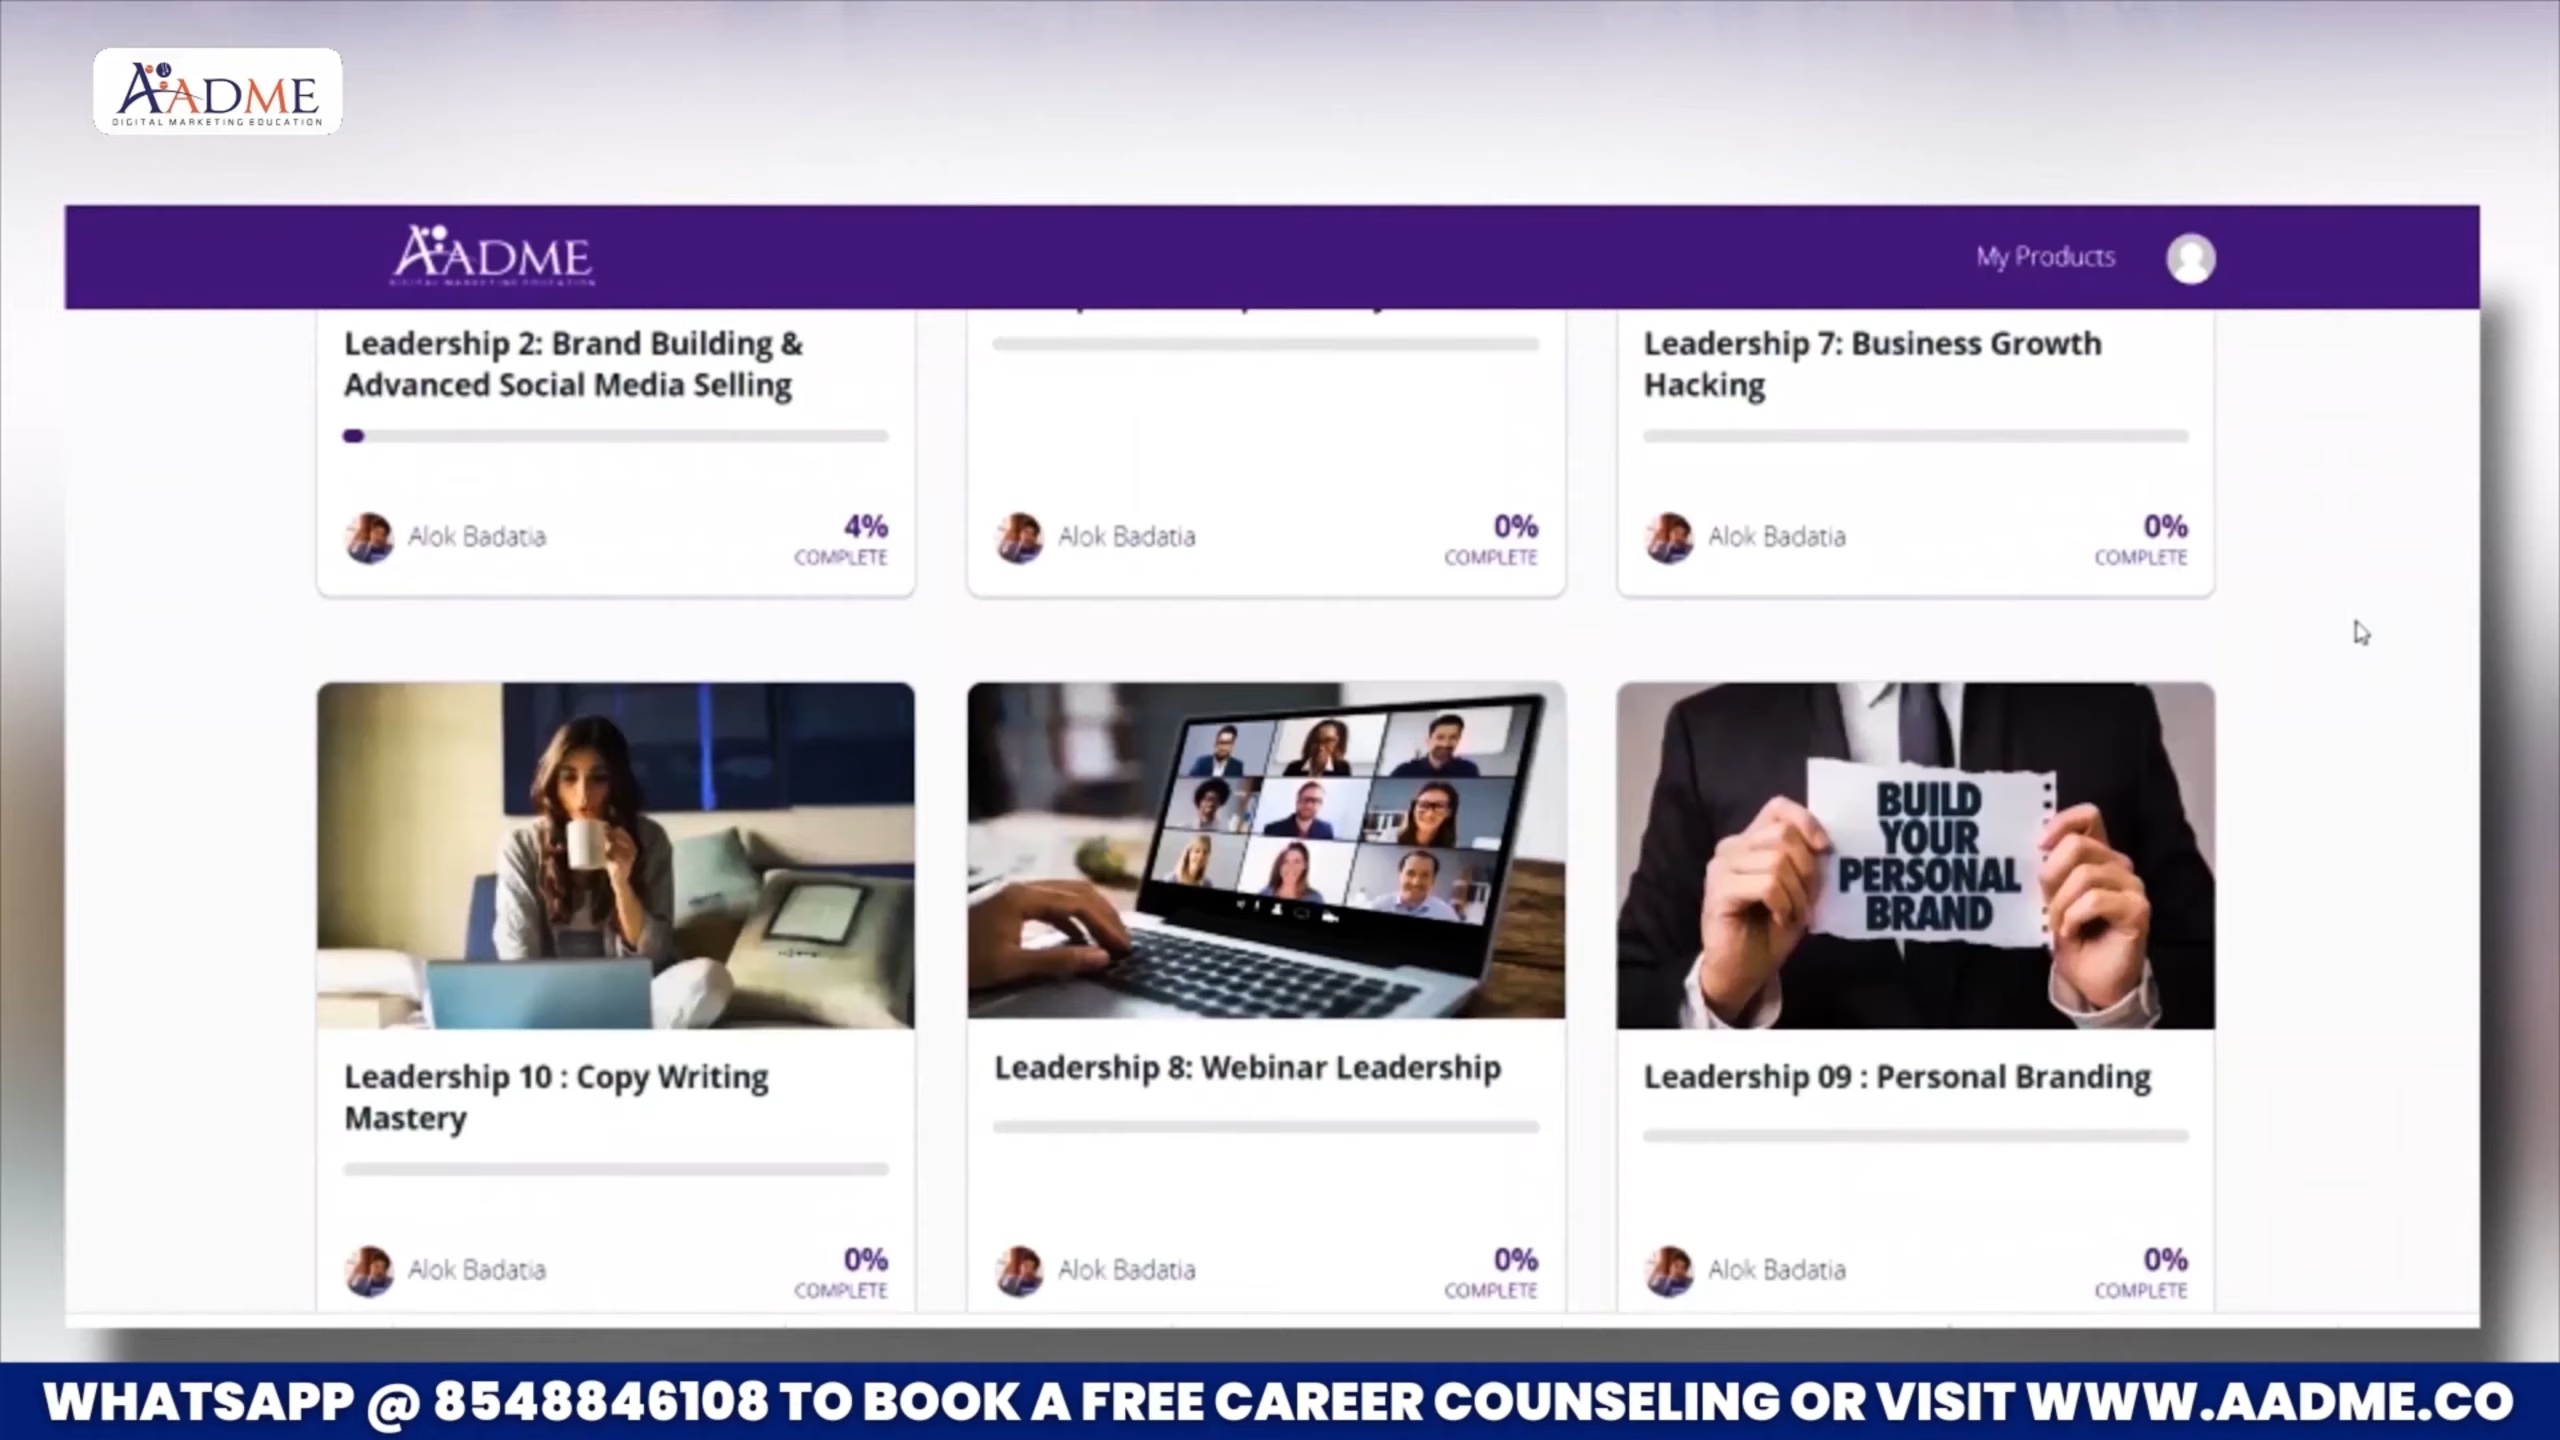 AADME
DIGITAL MARKETING EDUCATION
AADME
DIGITAL MARKETING EDUCATION
My Products
Leadership 2: Brand Building &
Advanced Social Media Selling
Alok Badatia
4%
COMPLETE
Alok Badatia
0%
COMPLETE
Leadership 7: Business Growth
Hacking
Alok Badatia
0%
COMPLETE
Leadership 10 : Copy Writing
Mastery
Alok Badatia
0%
COMPLETE
Leadership 8: Webinar Leadership
Alok Badatia
0%
COMPLETE
BUILD
YOUR
PERSONAL
BRAND
Leadership 09 : Personal Branding
Alok Badatia
0%
COMPLETE
WHATSAPP @ 8548846108 TO BOOK A FREE CAREER COUNSELING OR VISIT WWW.AADME.CO